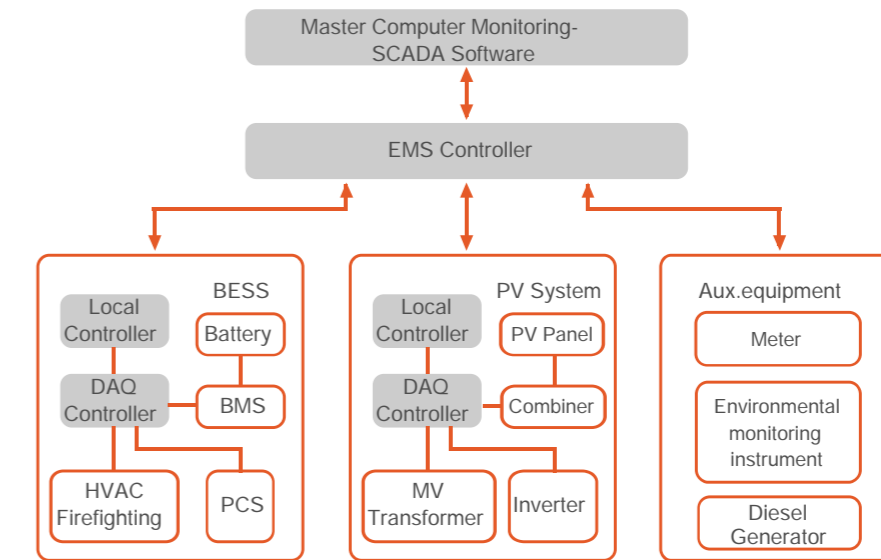 Master Computer Monitoring-
SCADA Software
EMS Controller
BESS
Local
Controller
Battery
DAQ
Controller
BMS
HVAC
Firefighting
PCS
PV System
Local
Controller
PV Panel
DAQ
Controller
Combiner
MV
Transformer
Inverter
Aux.equipment
Meter
Environmental
monitoring
instrument
Diesel
Generator